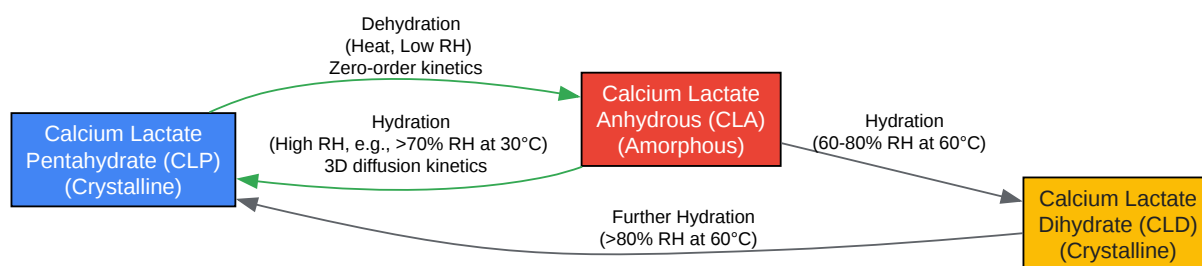 Dehydration
(Heat, Low RH)
Zero-order kinetics
Calcium Lactate
Pentahydrate (CLP)
(Crystalline)
Hydration
(High RH, e.g., >70% RH at 30°C)
3D diffusion kinetics
Calcium Lactate
Anhydrous (CLA)
(Amorphous)
Hydration
(60-80% RH at 60°C)
Further Hydration
(>80% RH at 60°C)
Calcium Lactate
Dihydrate (CLD)
(Crystalline)